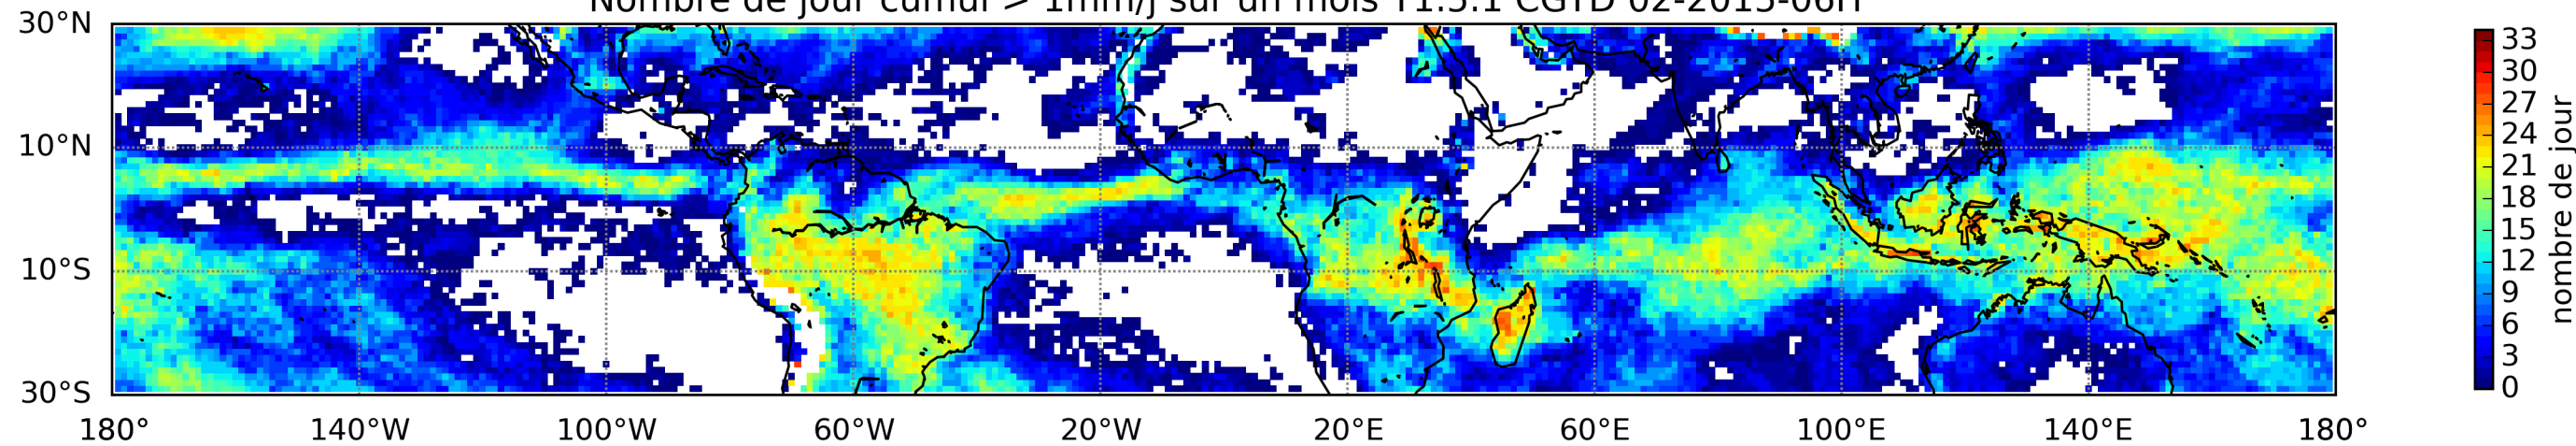 Nombre de jour cumul > 1mm/j sur un mois T1.5.1 CGTD 02-2015-06H
30°N
10°N
10°S
30°S
180° 140°W 100°W 60°W 20°W 20°E 60°E 100°E 140°E 180°
33
30
27
24
21
18
15
12
9
6
3
0
nombre de jour